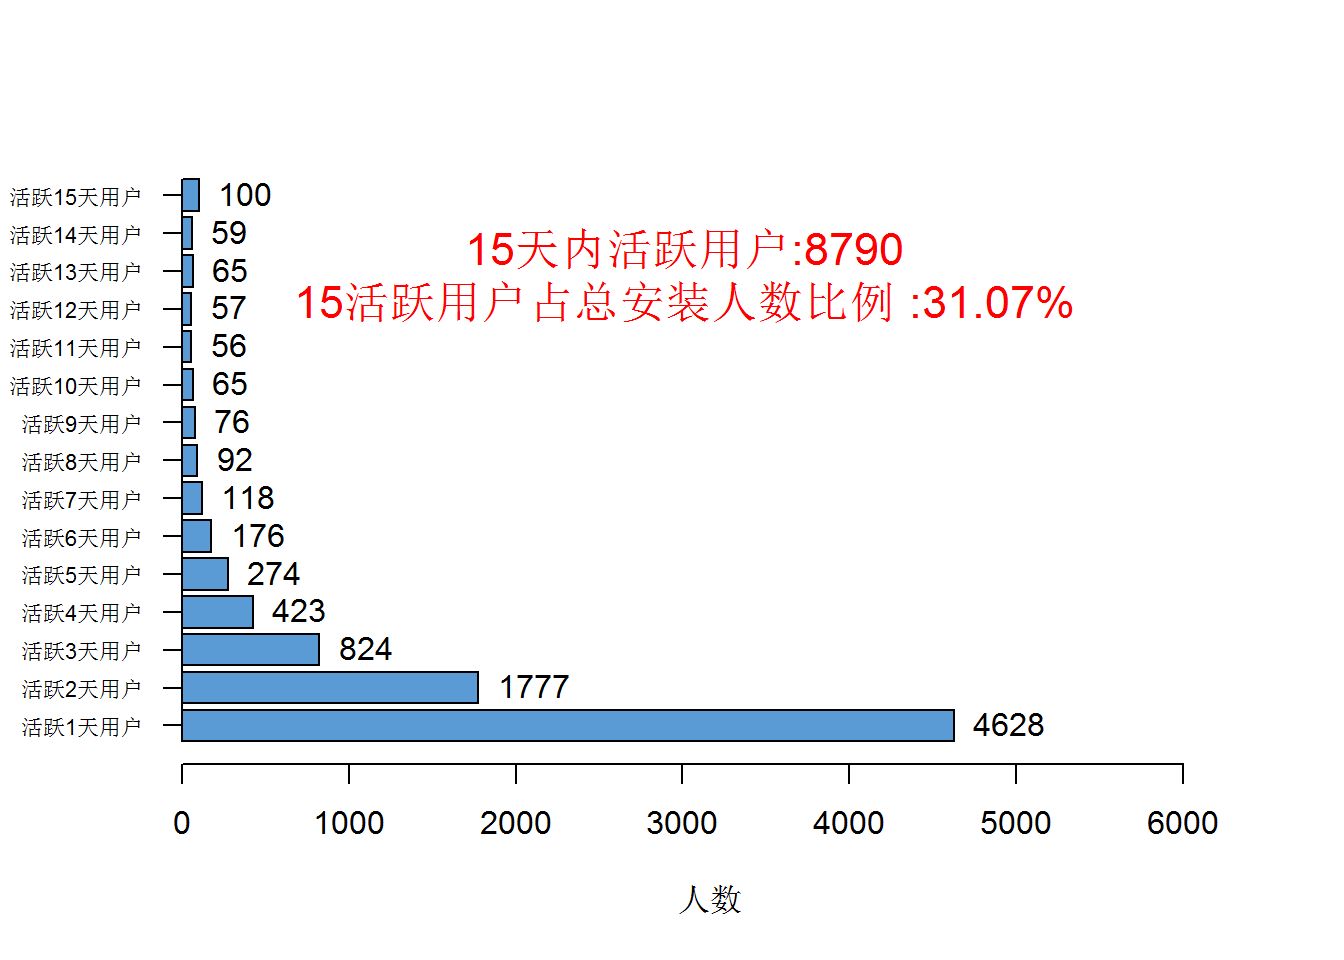 活跃15天用户 100
活跃14天用户 59
15天内活跃用户:8790
活跃13天用户 65
15活跃用户占总安装人数比例 :31.07%
活跃12天用户 57
活跃11天用户 56
活跃10天用户 65
活跃9天用户 76
活跃8天用户 92
活跃7天用户 118
活跃6天用户 176
活跃5天用户 274
活跃4天用户 423
活跃3天用户 824
活跃2天用户 1777
活跃1天用户 4628
0 1000 2000 3000 4000 5000 6000
人数